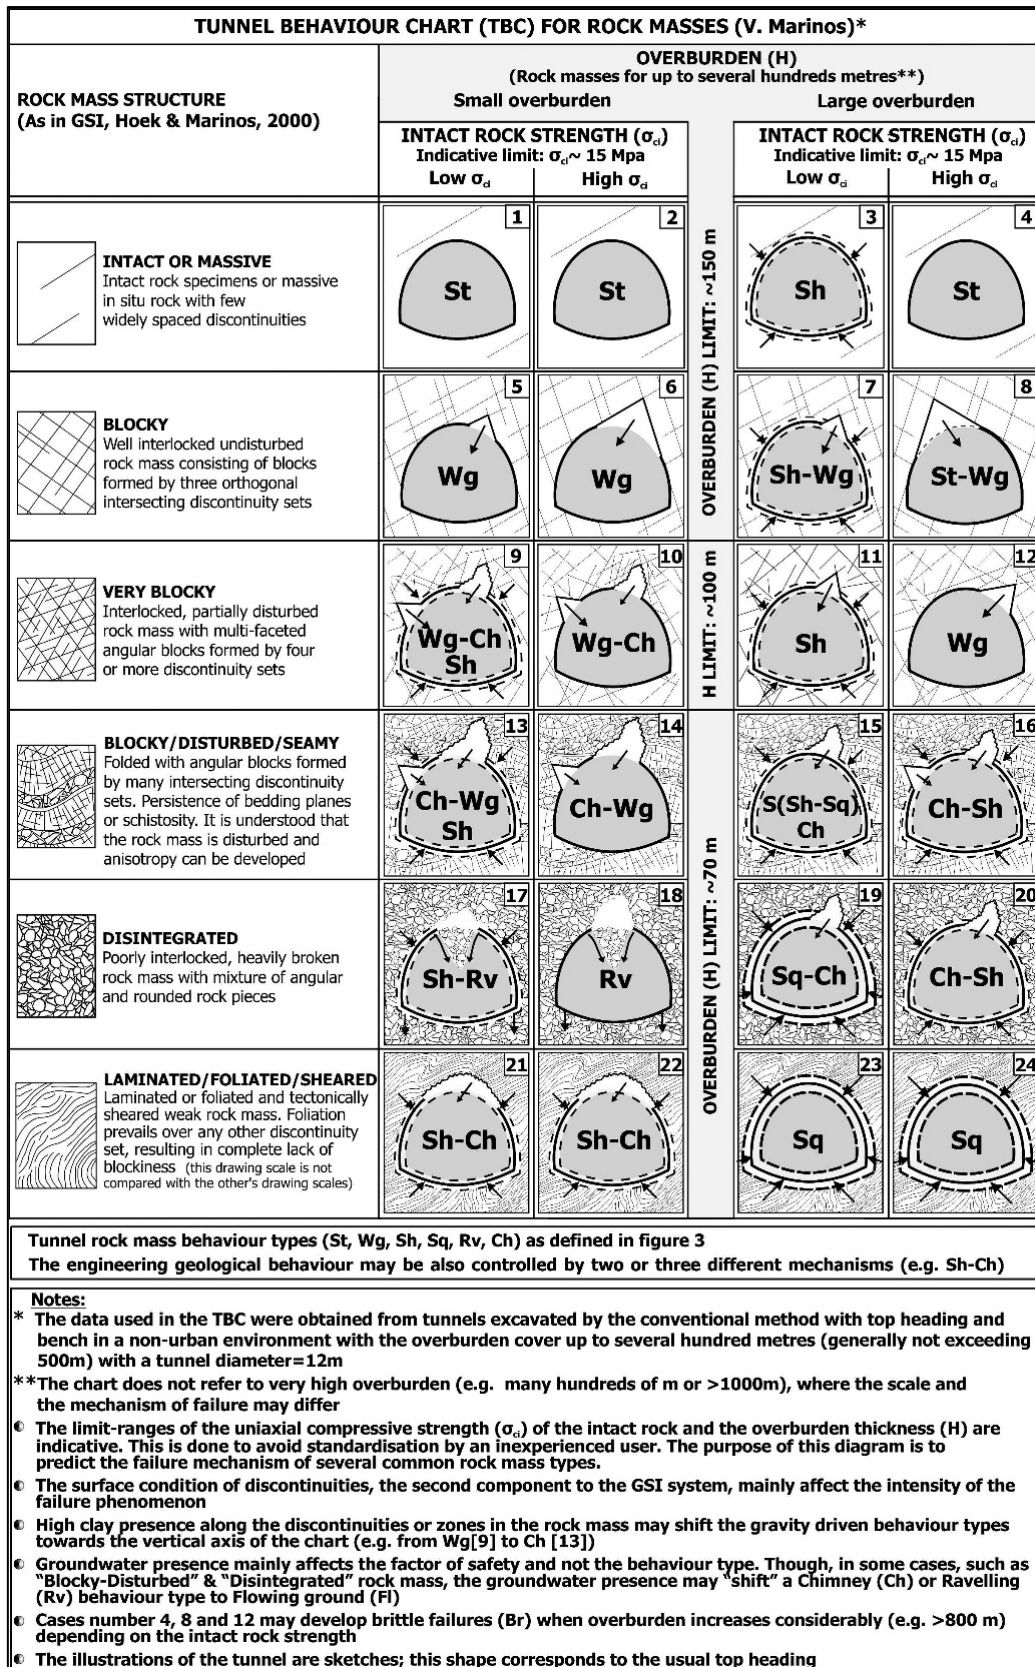 TUNNEL BEHAVIOUR CHART (TBC) FOR ROCK MASSES (V. Marinos)*
ROCK MASS STRUCTURE
(As in GSI, Hoek & Marinos, 2000)
OVERBURDEN (H)
(Rock masses for up to several hundreds metres**)
Small overburden
Large overburden
INTACT ROCK STRENGTH (σci)
Indicative limit: σci~ 15 Mpa
Low σci
High σci
INTACT ROCK STRENGTH (σci)
Indicative limit: σci~ 15 Mpa
Low σci
High σci
OVERBURDEN (H) LIMIT: ~150 m
H LIMIT: ~100 m
OVERBURDEN (H) LIMIT: ~70 m
INTACT OR MASSIVE
Intact rock specimens or massive
in situ rock with few
widely spaced discontinuities
1
St
2
St
3
Sh
4
St
BLOCKY
Well interlocked undisturbed
rock mass consisting of blocks
formed by three orthogonal
intersecting discontinuity sets
5
Wg
6
Wg
7
Sh-Wg
8
St-Wg
VERY BLOCKY
Interlocked, partially disturbed
rock mass with multi-faceted
angular blocks formed by four
or more discontinuity sets
9
Wg-Ch
Sh
10
Wg-Ch
11
Sh
12
Wg
BLOCKY/DISTURBED/SEAMY
Folded with angular blocks formed
by many intersecting discontinuity
sets. Persistence of bedding planes
or schistosity. It is understood that
the rock mass is disturbed and
anisotropy can be developed
13
Ch-Wg
Sh
14
Ch-Wg
15
S(Sh-Sq)
Ch
16
Ch-Sh
DISINTEGRATED
Poorly interlocked, heavily broken
rock mass with mixture of angular
and rounded rock pieces
17
Sh-Rv
18
Rv
19
Sq-Ch
20
Ch-Sh
LAMINATED/FOLIATED/SHEARED
Laminated or foliated and tectonically
sheared weak rock mass. Foliation
prevails over any other discontinuity
set, resulting in complete lack of
blockiness (this drawing scale is not
compared with the other's drawing scales)
21
Sh-Ch
22
Sh-Ch
23
Sq
24
Sq
Tunnel rock mass behaviour types (St, Wg, Sh, Sq, Rv, Ch) as defined in figure 3
The engineering geological behaviour may be also controlled by two or three different mechanisms (e.g. Sh-Ch)
Notes:
* The data used in the TBC were obtained from tunnels excavated by the conventional method with top heading and
bench in a non-urban environment with the overburden cover up to several hundred metres (generally not exceeding
500m) with a tunnel diameter=12m
**The chart does not refer to very high overburden (e.g. many hundreds of m or >1000m), where the scale and
the mechanism of failure may differ
◐ The limit-ranges of the uniaxial compressive strength (σci) of the intact rock and the overburden thickness (H) are
indicative. This is done to avoid standardisation by an inexperienced user. The purpose of this diagram is to
predict the failure mechanism of several common rock mass types.
◐ The surface condition of discontinuities, the second component to the GSI system, mainly affect the intensity of the
failure phenomenon
◐ High clay presence along the discontinuities or zones in the rock mass may shift the gravity driven behaviour types
towards the vertical axis of the chart (e.g. from Wg[9] to Ch [13])
◐ Groundwater presence mainly affects the factor of safety and not the behaviour type. Though, in some cases, such as
"Blocky-Disturbed" & "Disintegrated" rock mass, the groundwater presence may "shift" a Chimney (Ch) or Ravelling
(Rv) behaviour type to Flowing ground (Fl)
◐ Cases number 4, 8 and 12 may develop brittle failures (Br) when overburden increases considerably (e.g. >800 m)
depending on the intact rock strength
◐ The illustrations of the tunnel are sketches; this shape corresponds to the usual top heading